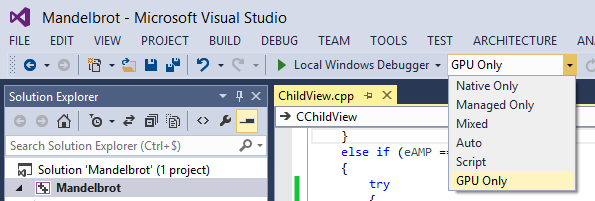 Mandelbrot - Microsoft Visual Studio
FILE EDIT VIEW PROJECT BUILD DEBUG TEAM TOOLS TEST ARCHITECTURE
Local Windows Debugger GPU Only
Native Only
Managed Only
Mixed
Auto
Script
GPU Only
Solution Explorer
Search Solution Explorer (Ctrl+$)
Solution 'Mandelbrot' (1 project)
Mandelbrot
ChildView.cpp
CChildView
}
else if (eAMP ==
{
try
{